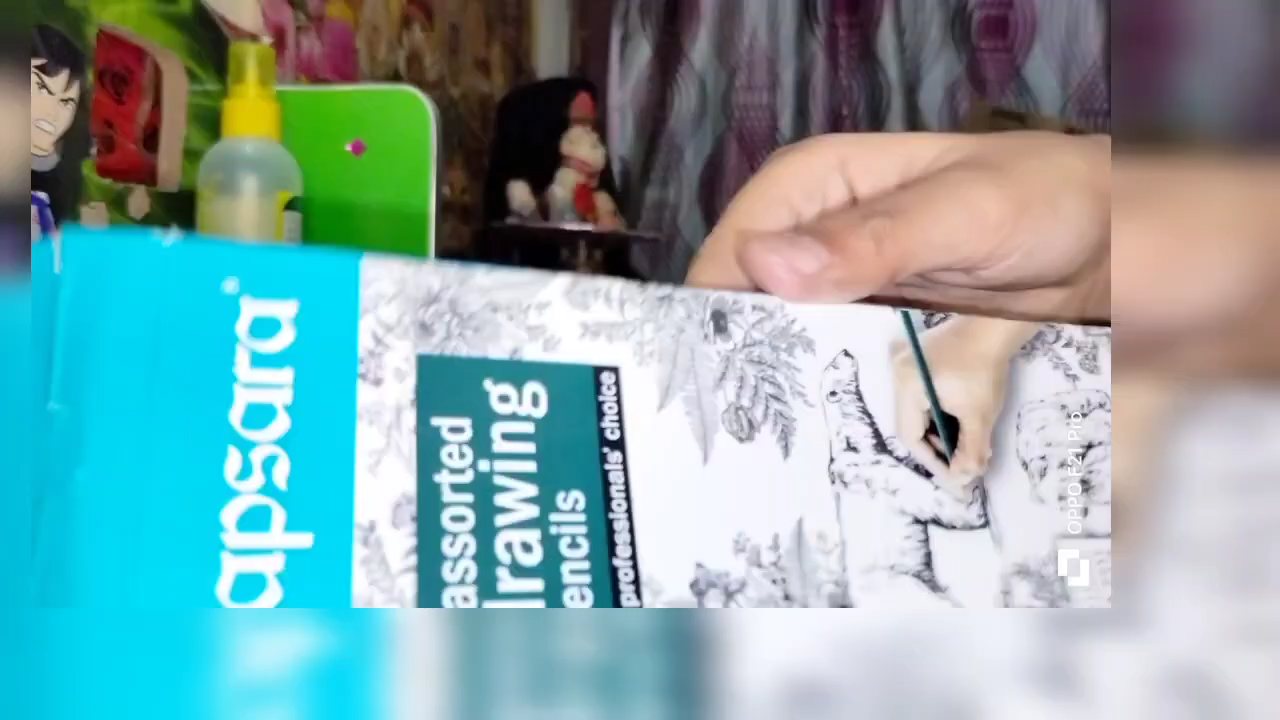 apsara
assorted
rawing
encils
professionals' choice
OPPO F21 Pro